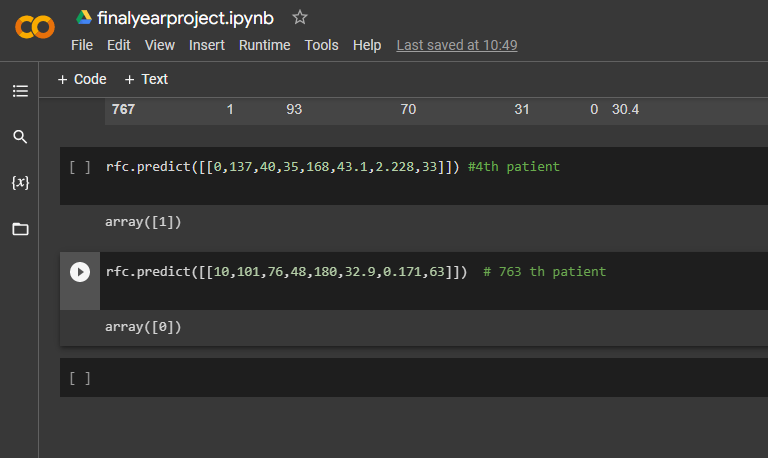 finalyearproject.ipynb
File Edit View Insert Runtime Tools Help Last saved at 10:49
+ Code + Text
767 1 93 70 31 0 30.4
{x}
[ ] rfc.predict([[0,137,40,35,168,43.1,2.228,33]]) #4th patient
array([1])
rfc.predict([[10,101,76,48,180,32.9,0.171,63]]) # 763 th patient
array([0])
[ ]